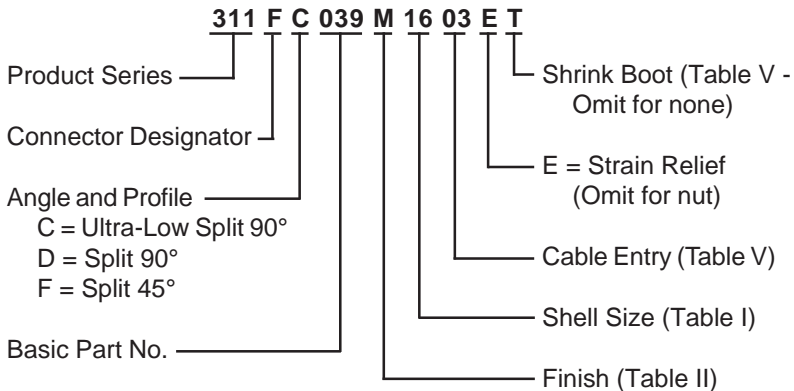 311 F C 039 M 16 03 E T
Product Series
Connector Designator
Angle and Profile
C = Ultra-Low Split 90°
D = Split 90°
F = Split 45°
Basic Part No.
Shrink Boot (Table V -
Omit for none)
E = Strain Relief
(Omit for nut)
Cable Entry (Table V)
Shell Size (Table I)
Finish (Table II)